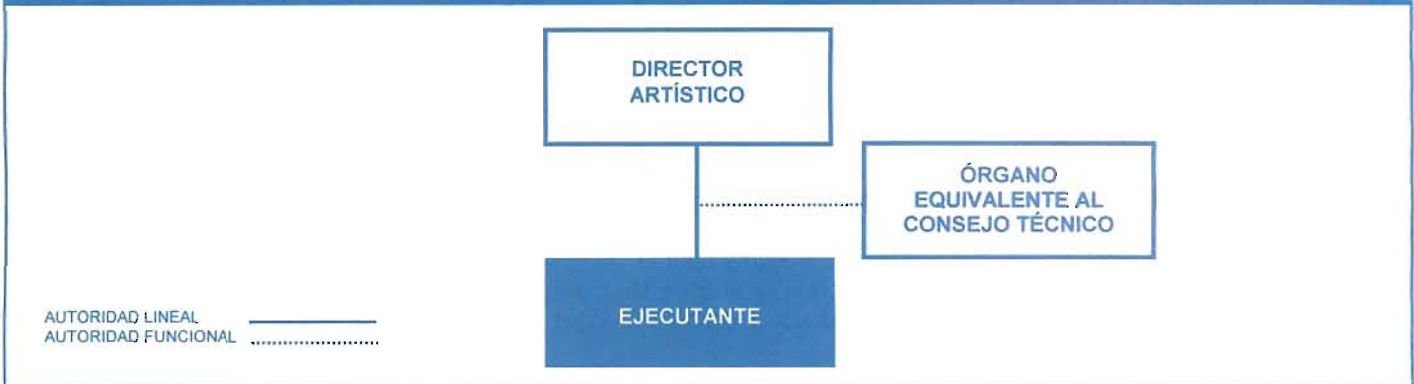 DIRECTOR
ARTÍSTICO
ÓRGANO
EQUIVALENTE AL
CONSEJO TÉCNICO
EJECUTANTE
AUTORIDAD LINEAL
AUTORIDAD FUNCIONAL